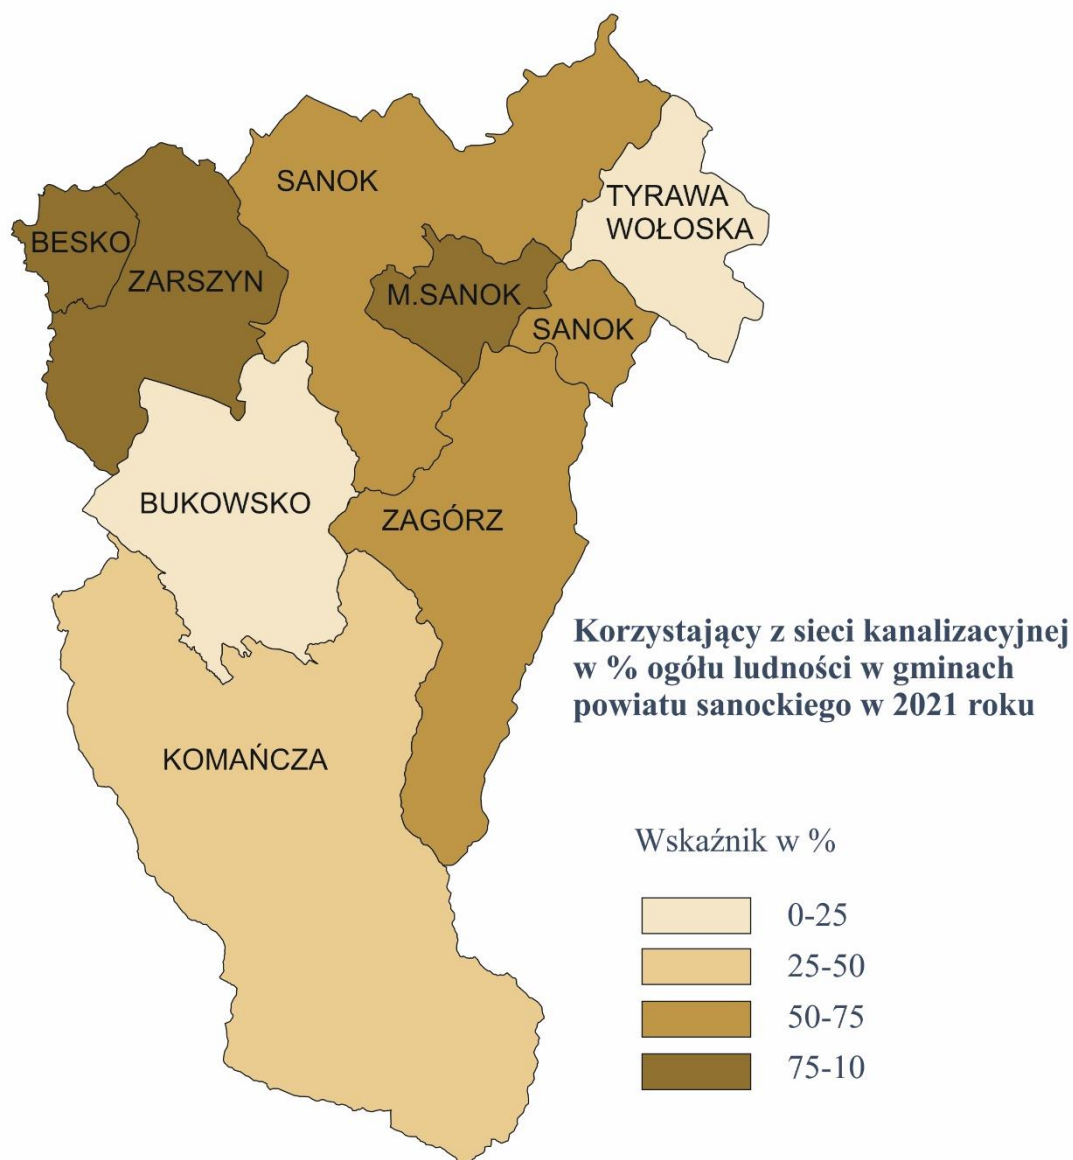 SANOK
TYRAWA
WOŁOSKA
BESKO
ZARSZYN
M.SANOK
SANOK
BUKOWSKO
ZAGÓRZ
Korzystający z sieci kanalizacyjnej
w % ogółu ludności w gminach
powiatu sanockiego w 2021 roku
KOMAŃCZA
Wskaźnik w %
0-25
25-50
50-75
75-10